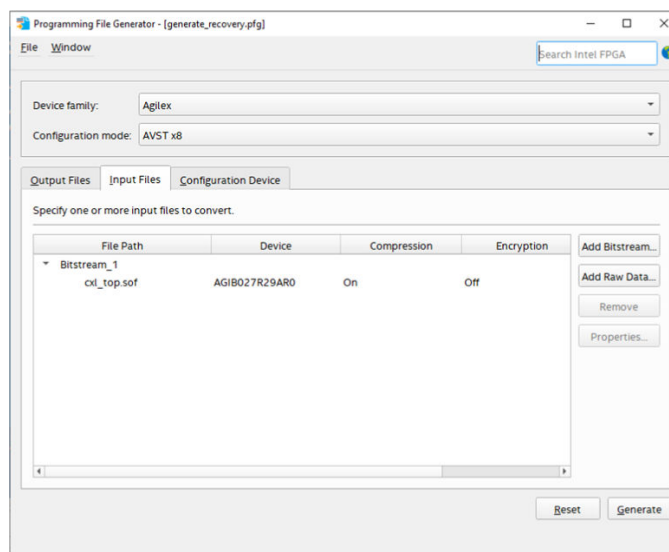 Programming File Generator - [generate_recovery.pfg]
File Window
Search Intel FPGA
Device family: Agilex
Configuration mode: AVST x8
Output Files Input Files Configuration Device
Specify one or more input files to convert.
File Path Device Compression Encryption Add Bitstream...
Bitstream_1
cxl_top.sof AGIB027R29AR0 On Off Add Raw Data...
Remove
Properties...
Reset Generate